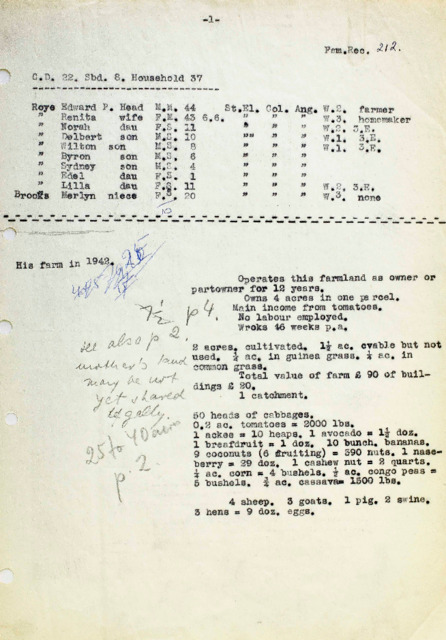 -1-
Fam.Rec. 212.
C.D. 22. Sbd. 8. Household 37
Roye Edward P. Head M.M. 44 St.El. Col. Ang. W.2. farmer
" Renita wife F.M. 43 6.6. " " " W.3. homemaker
" Norah dau F.S. 11 " " " W.2. 3.E.
" Delbert son M.S. 10 " " " W.1. 3.E.
" Wilton son M.S. 8 " " " W.1. 3.E.
" Byron son M.S. 6 " " "
" Sydney son M.S. 4 " " "
" Edel dau F.S. 1 " " "
" Lilla dau F.S. 11 " " " W.2. 3.E.
Brooks Merlyn niece F.S. 20 " " " W.3. none
His farm in 1942.
Operates this farmland as owner or
partowner for 12 years.
Owns 4 acres in one parcel.
Main income from tomatoes.
No labour employed.
Wroks 46 weeks p.a.
7½ p 4.
see also p 2.
mother's land
may be not
yet shared
legally.
25 to 40 acres
p. 2
2 acres cultivated. 1½ ac. cvable but not
used. ¼ ac. in guinea grass. ¼ ac. in
common grass.
Total value of farm £ 90 of buil-
dings £ 20.
1 catchment.
50 heads of cabbages.
0.2 ac. tomatoes = 2000 lbs.
1 ackee = 10 heaps. 1 avocado = 1½ doz.
1 breafdruit = 1 doz. 10 bunch. bananas.
9 coconuts (6 fruiting) = 390 nuts. 1 nase-
berry = 29 doz. 1 cashew nut = 2 quarts.
¼ ac. corn = 4 bushels. ½ ac. congo peas =
5 bushels. ¾ ac. cassava= 1500 lbs.
4 sheep. 3 goats. 1 pig. 2 swine.
3 hens = 9 doz. eggs.